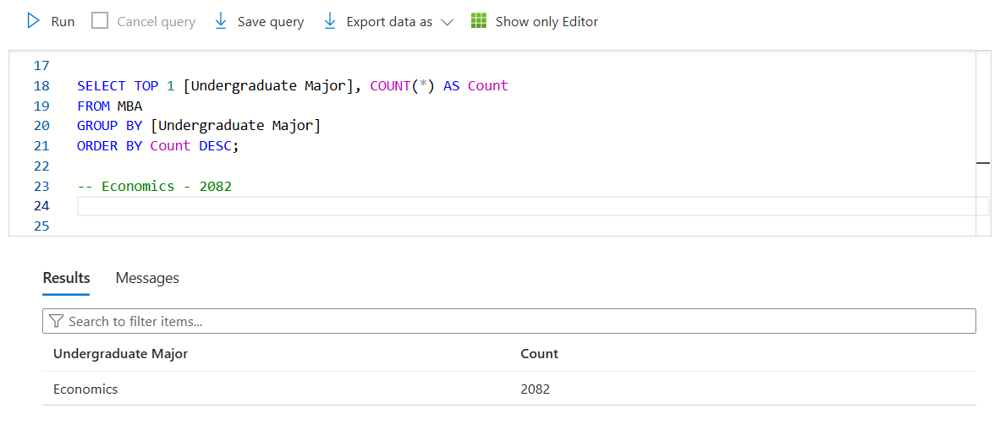 Run Cancel query Save query Export data as Show only Editor
17
18 SELECT TOP 1 [Undergraduate Major], COUNT(*) AS Count
19 FROM MBA
20 GROUP BY [Undergraduate Major]
21 ORDER BY Count DESC;
22
23 -- Economics - 2082
24
25
Results Messages
Search to filter items...
Undergraduate Major Count
Economics 2082